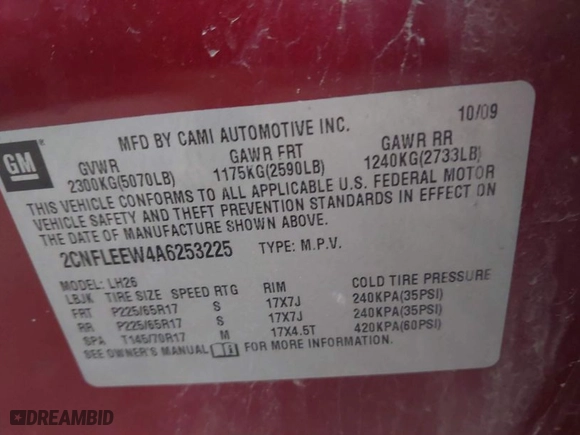 10/09
GM
MFD BY CAMI AUTOMOTIVE INC.
GVWR GAWR FRT GAWR RR
2300KG(5070LB) 1175KG(2590LB) 1240KG(2733LB)
THIS VEHICLE CONFORMS TO ALL APPLICABLE U.S. FEDERAL MOTOR
VEHICLE SAFETY AND THEFT PREVENTION STANDARDS IN EFFECT ON
THE DATE OF MANUFACTURE SHOWN ABOVE.
2CNFLEEW4A6253225 TYPE: M.P.V.
MODEL: LH26
LBJK TIRE SIZE SPEED RTG RIM COLD TIRE PRESSURE
FRT P225/65R17 S 17X7J 240KPA(35PSI)
RR P225/65R17 S 17X7J 240KPA(35PSI)
SPA T145/70R17 M 17X4.5T 420KPA(60PSI)
SEE OWNER'S MANUAL FOR MORE INFORMATION.
DREAMBID